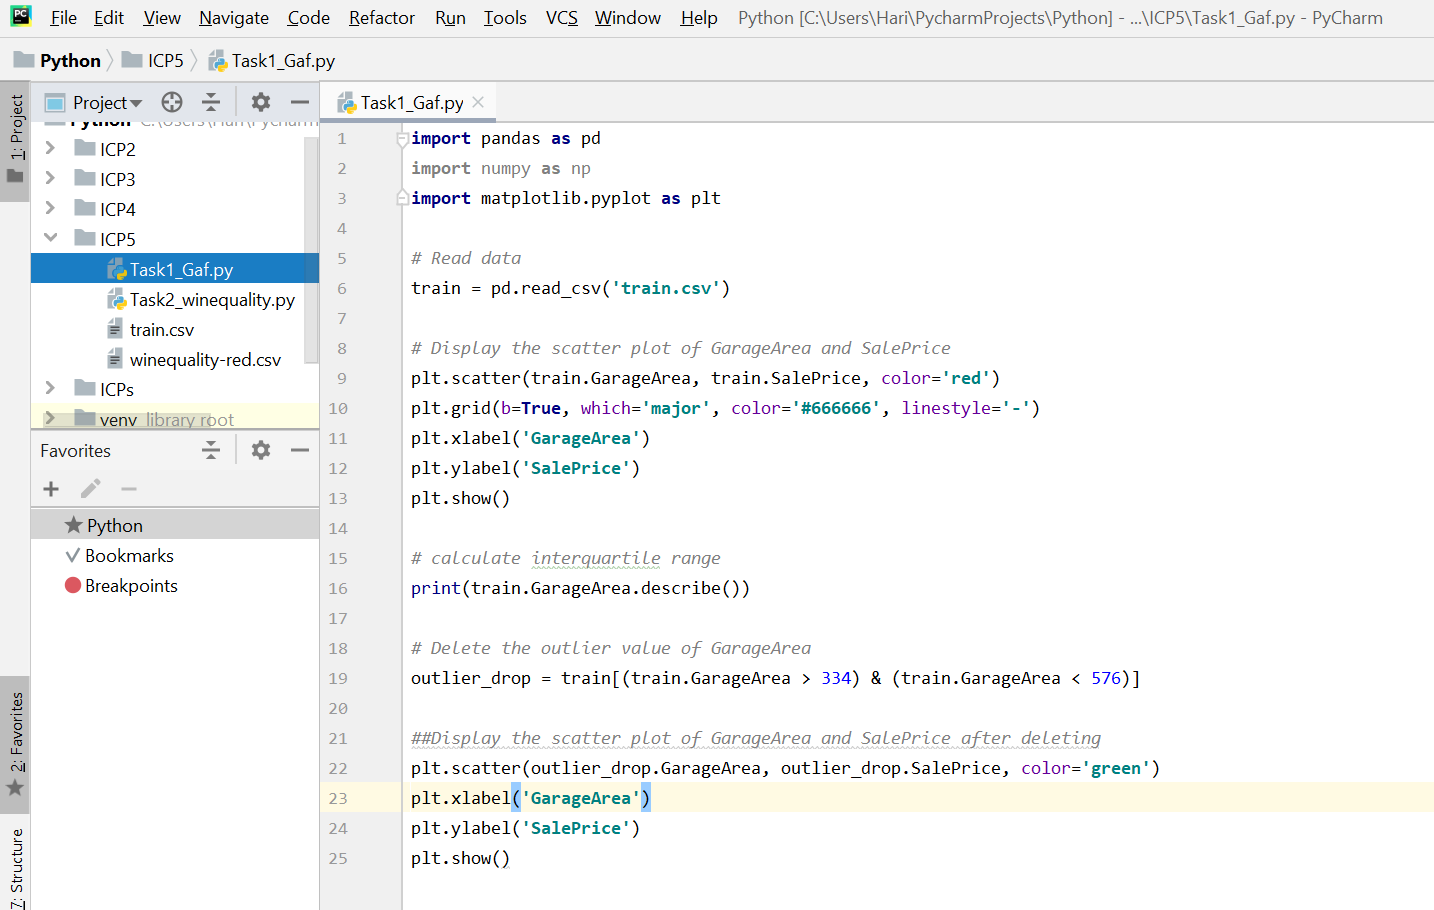 PC File Edit View Navigate Code Refactor Run Tools VCS Window Help Python [C:\Users\Hari\PycharmProjects\Python] - ...\ICP5\Task1_Gaf.py - PyCharm
Python ICP5 Task1_Gaf.py
1: Project
Project
Python C:\Users\Hari\Pycharm
ICP2
ICP3
ICP4
ICP5
Task1_Gaf.py
Task2_winequality.py
train.csv
winequality-red.csv
ICPs
venv library root
Favorites
Python
Bookmarks
Breakpoints
2: Favorites
7: Structure
Task1_Gaf.py
1 import pandas as pd
2 import numpy as np
3 import matplotlib.pyplot as plt
4
5 # Read data
6 train = pd.read_csv('train.csv')
7
8 # Display the scatter plot of GarageArea and SalePrice
9 plt.scatter(train.GarageArea, train.SalePrice, color='red')
10 plt.grid(b=True, which='major', color='#666666', linestyle='-')
11 plt.xlabel('GarageArea')
12 plt.ylabel('SalePrice')
13 plt.show()
14
15 # calculate interquartile range
16 print(train.GarageArea.describe())
17
18 # Delete the outlier value of GarageArea
19 outlier_drop = train[(train.GarageArea > 334) & (train.GarageArea < 576)]
20
21 ##Display the scatter plot of GarageArea and SalePrice after deleting
22 plt.scatter(outlier_drop.GarageArea, outlier_drop.SalePrice, color='green')
23 plt.xlabel('GarageArea')
24 plt.ylabel('SalePrice')
25 plt.show()